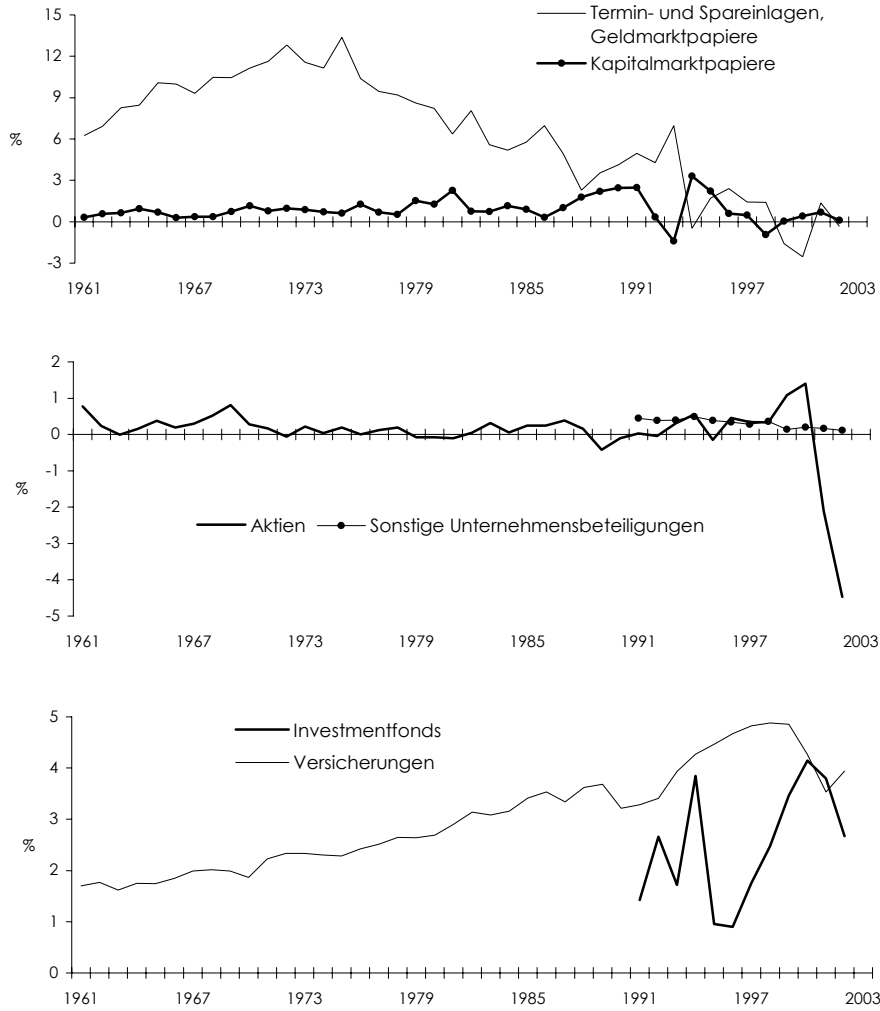 15
Termin- und Spareinlagen,
Geldmarktpapiere
12
Kapitalmarktpapiere
9
%
6
3
0
-3
1961 1967 1973 1979 1985 1991 1997 2003
2
1
0
-1
%
-2
Aktien Sonstige Unternehmensbeteiligungen
-3
-4
-5
1961 1967 1973 1979 1985 1991 1997 2003
5
Investmentfonds
Versicherungen
4
3
%
2
1
0
1961 1967 1973 1979 1985 1991 1997 2003